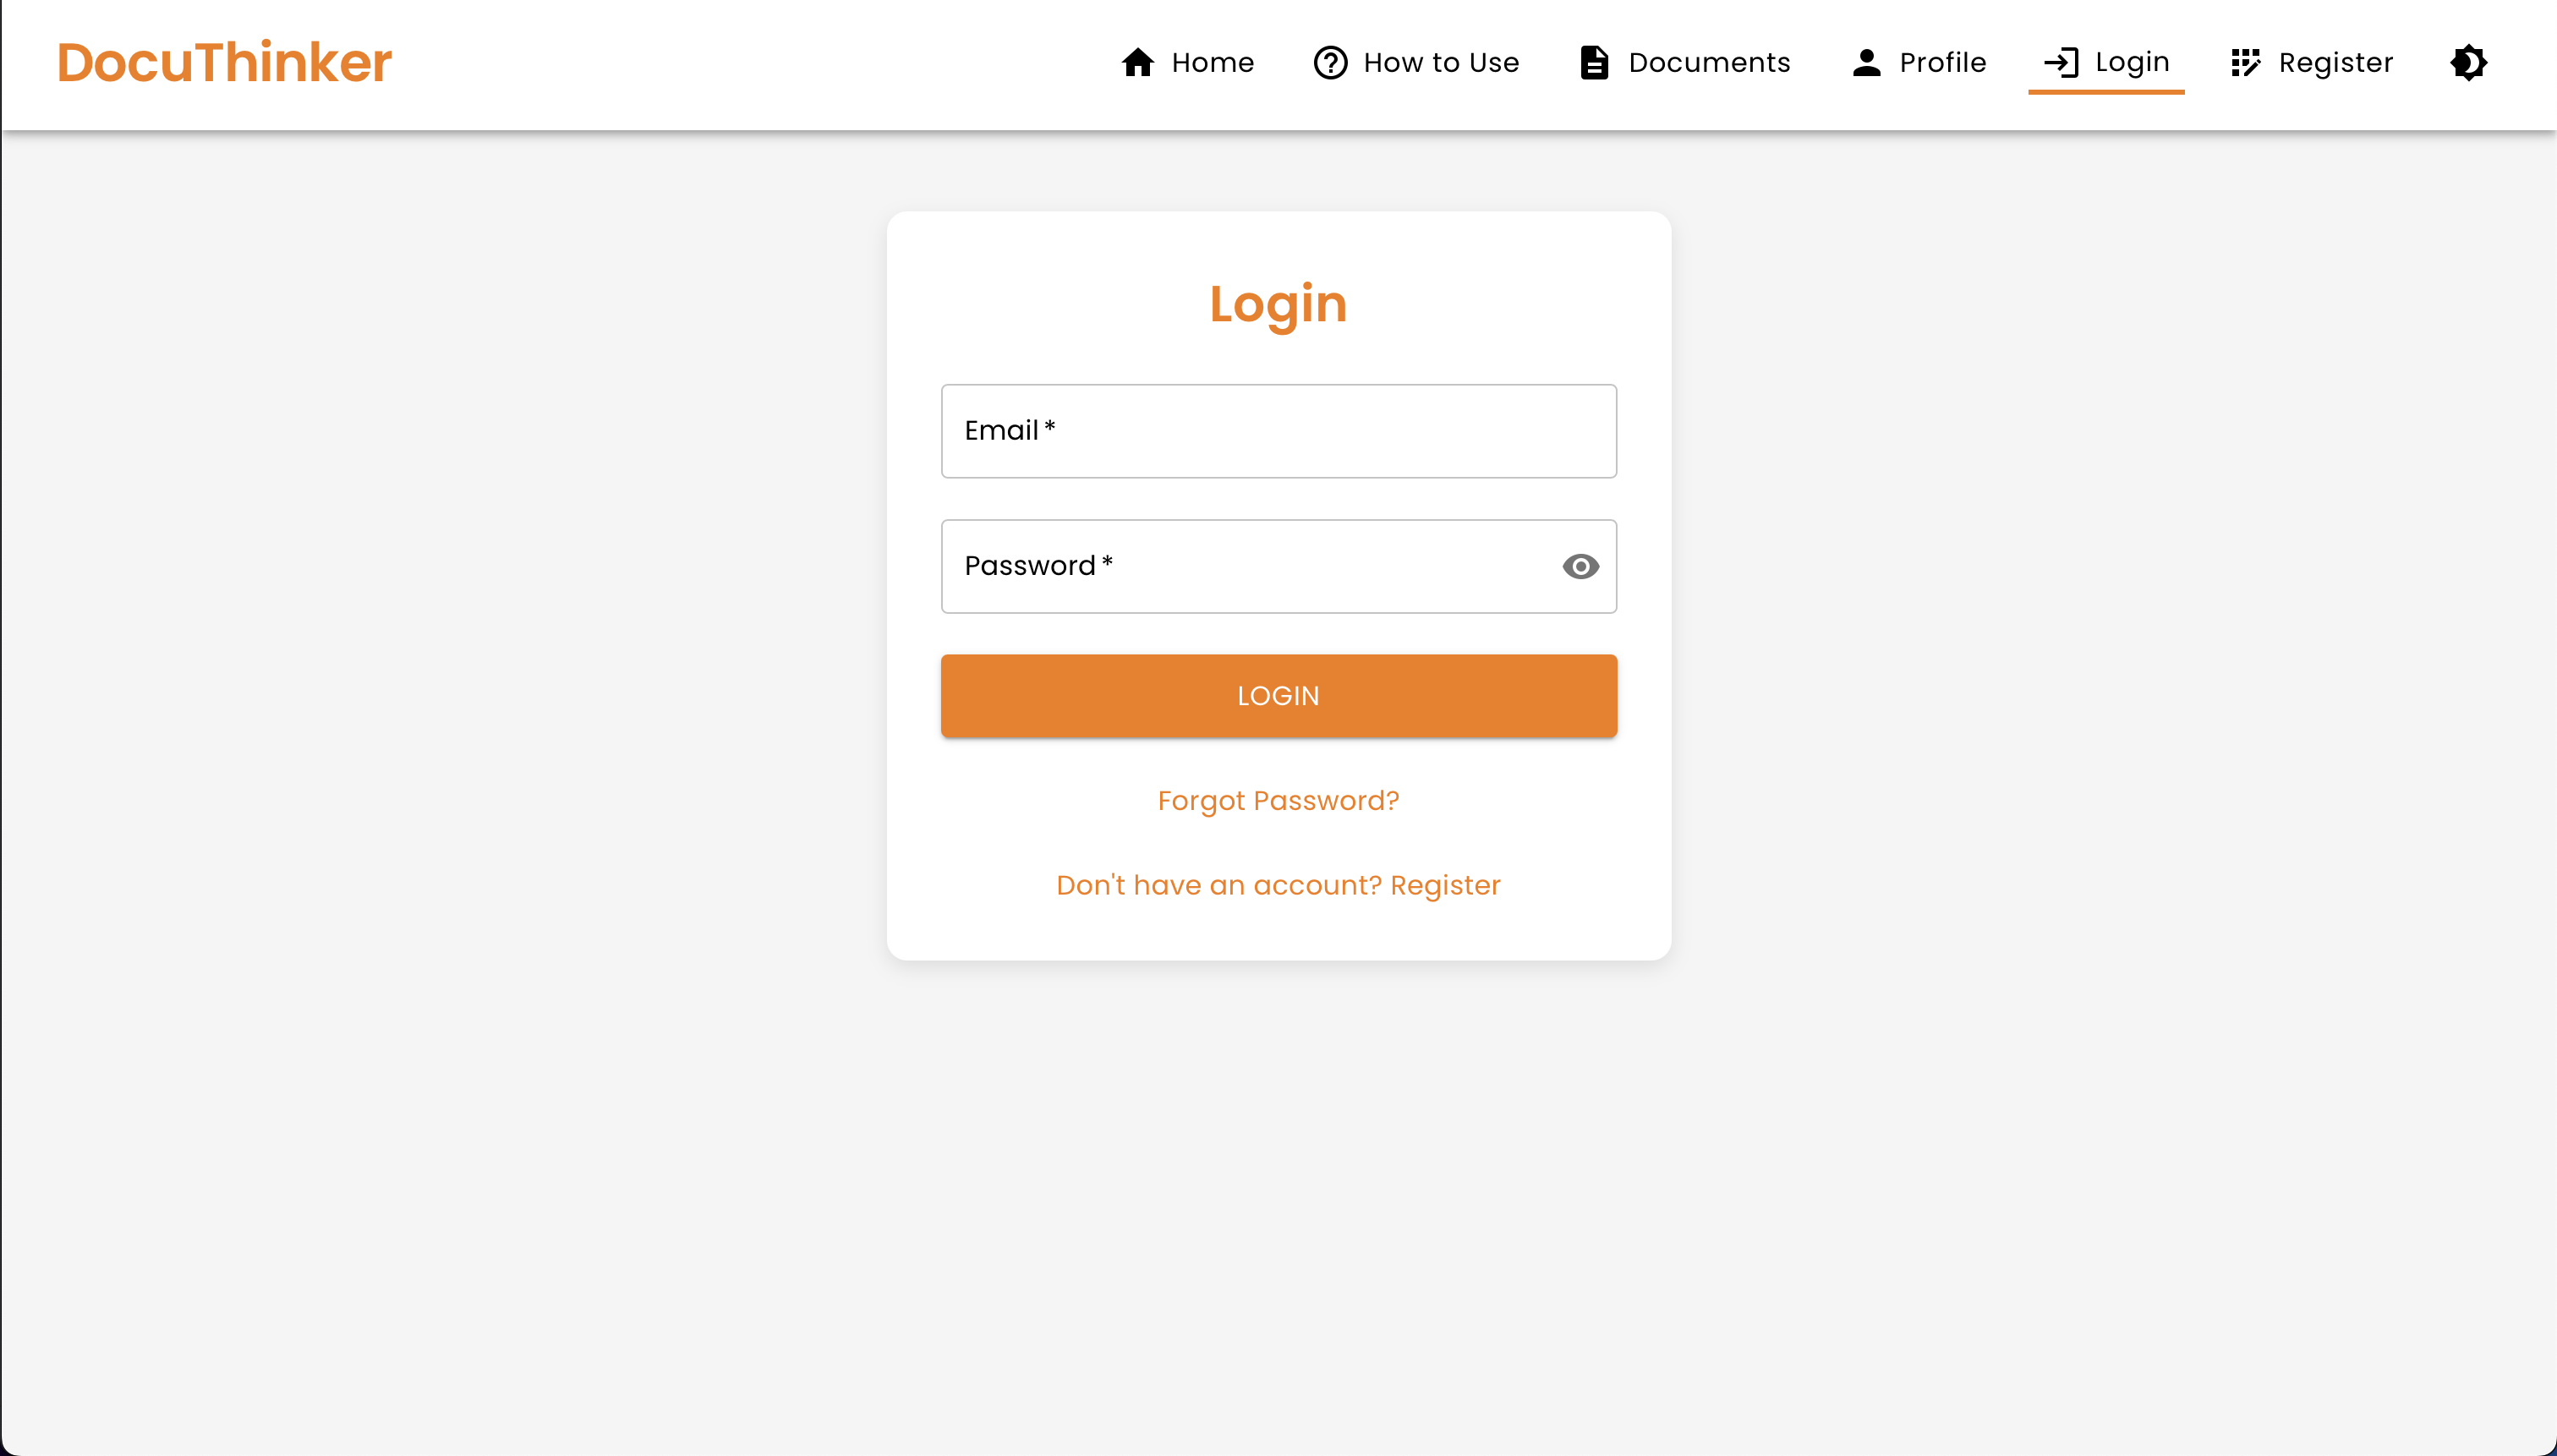 DocuThinker
Home How to Use Documents Profile Login Register
Login
Email *
Password *
LOGIN
Forgot Password?
Don't have an account? Register